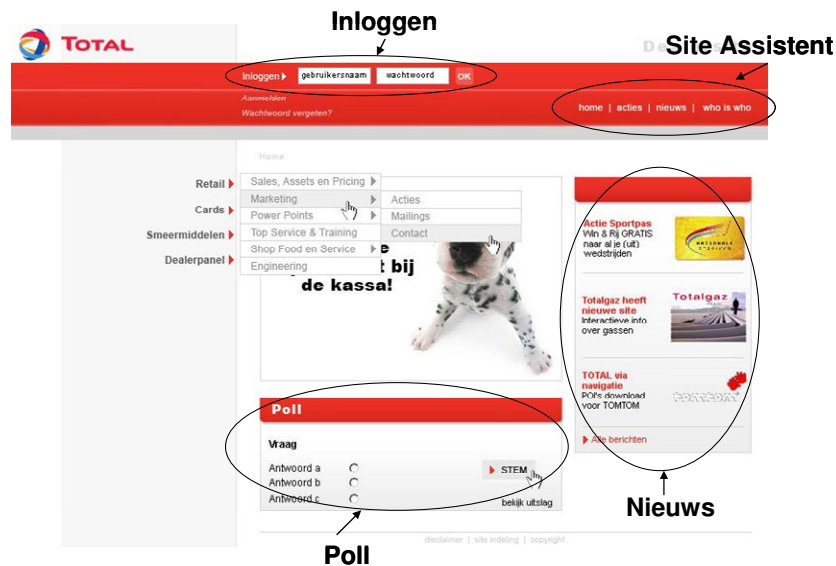 Inloggen
Site Assistent
TOTAL
Inloggen
gebruikersnaam
wachtwoord
OK
Aanmelden
Wachtwoord vergeten?
home | acties | nieuws | who is who
Home
Retail
Cards
Smeermiddelen
Dealerpanel
Sales, Assets en Pricing
Marketing
Power Points
Top Service & Training
Shop Food en Service
Engineering
Acties
Mailings
Contact
t bij
de kassa!
Actie Sportpas
Win & Rij GRATIS
naar al je (uit)
wedstrijden
NATIONALE
Totalgaz heeft
nieuwe site
Interactieve info
over gassen
Totalgaz
TOTAL via
navigatie
POI's download
voor TOMTOM
tomtom
Alle berichten
Poll
Vraag
Antwoord a
Antwoord b
Antwoord c
STEM
bekijk uitslag
Nieuws
Poll
disclaimer | site indeling | copyright